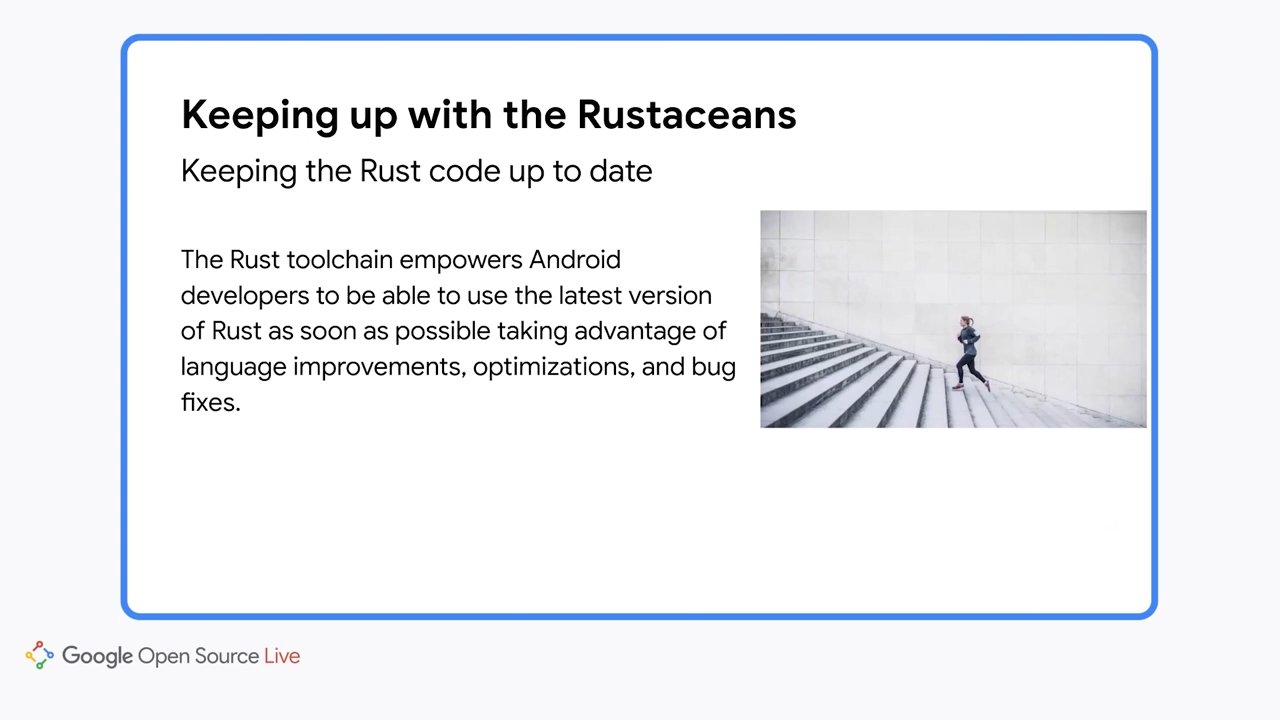 Keeping up with the Rustaceans
Keeping the Rust code up to date
The Rust toolchain empowers Android
developers to be able to use the latest version
of Rust as soon as possible taking advantage of
language improvements, optimizations, and bug
fixes.
Google Open Source Live